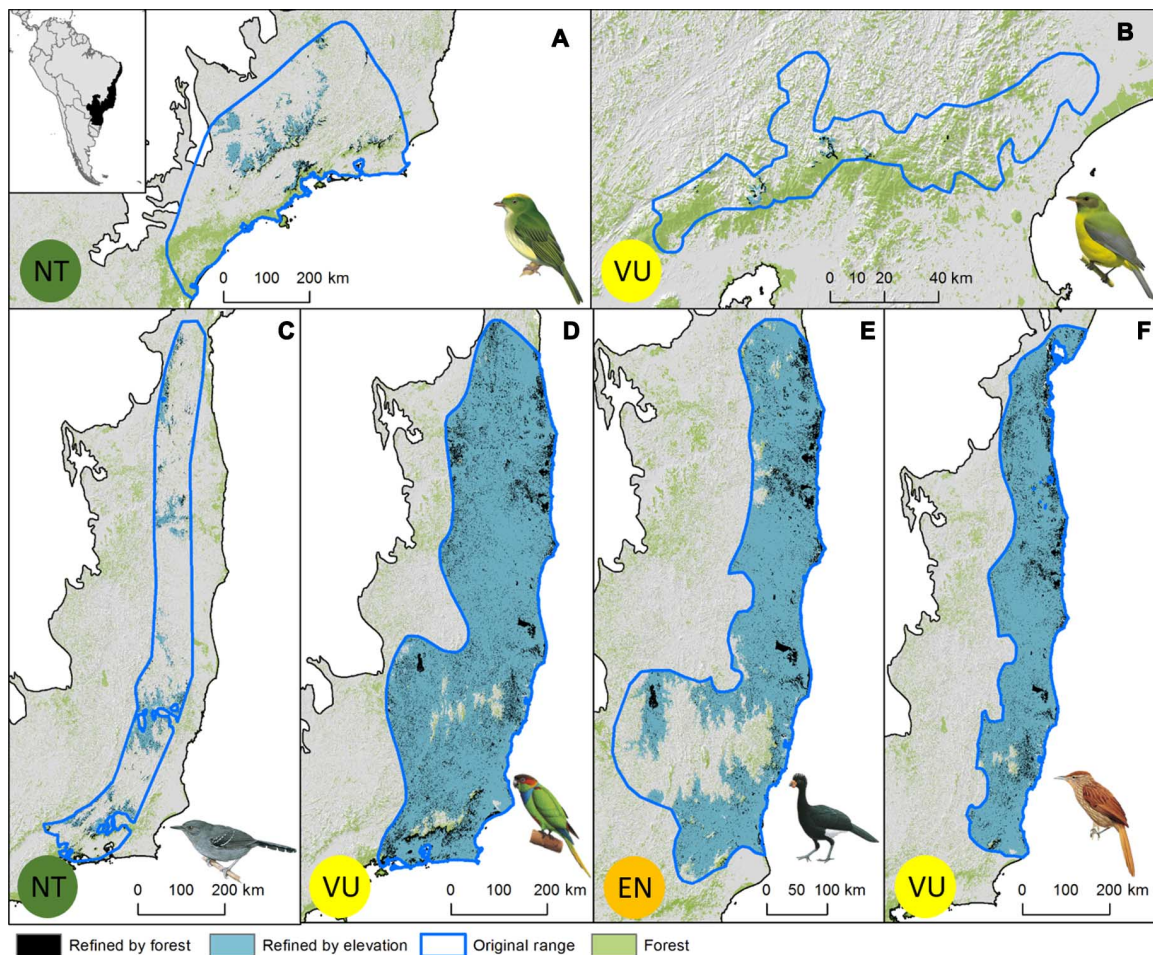 A
B
NT
0 100 200 km
VU
0 10 20 40 km
C
D
E
F
NT
0 100 200 km
VU
0 100 200 km
EN
0 50 100 km
VU
0 100 200 km
Refined by forest Refined by elevation Original range Forest